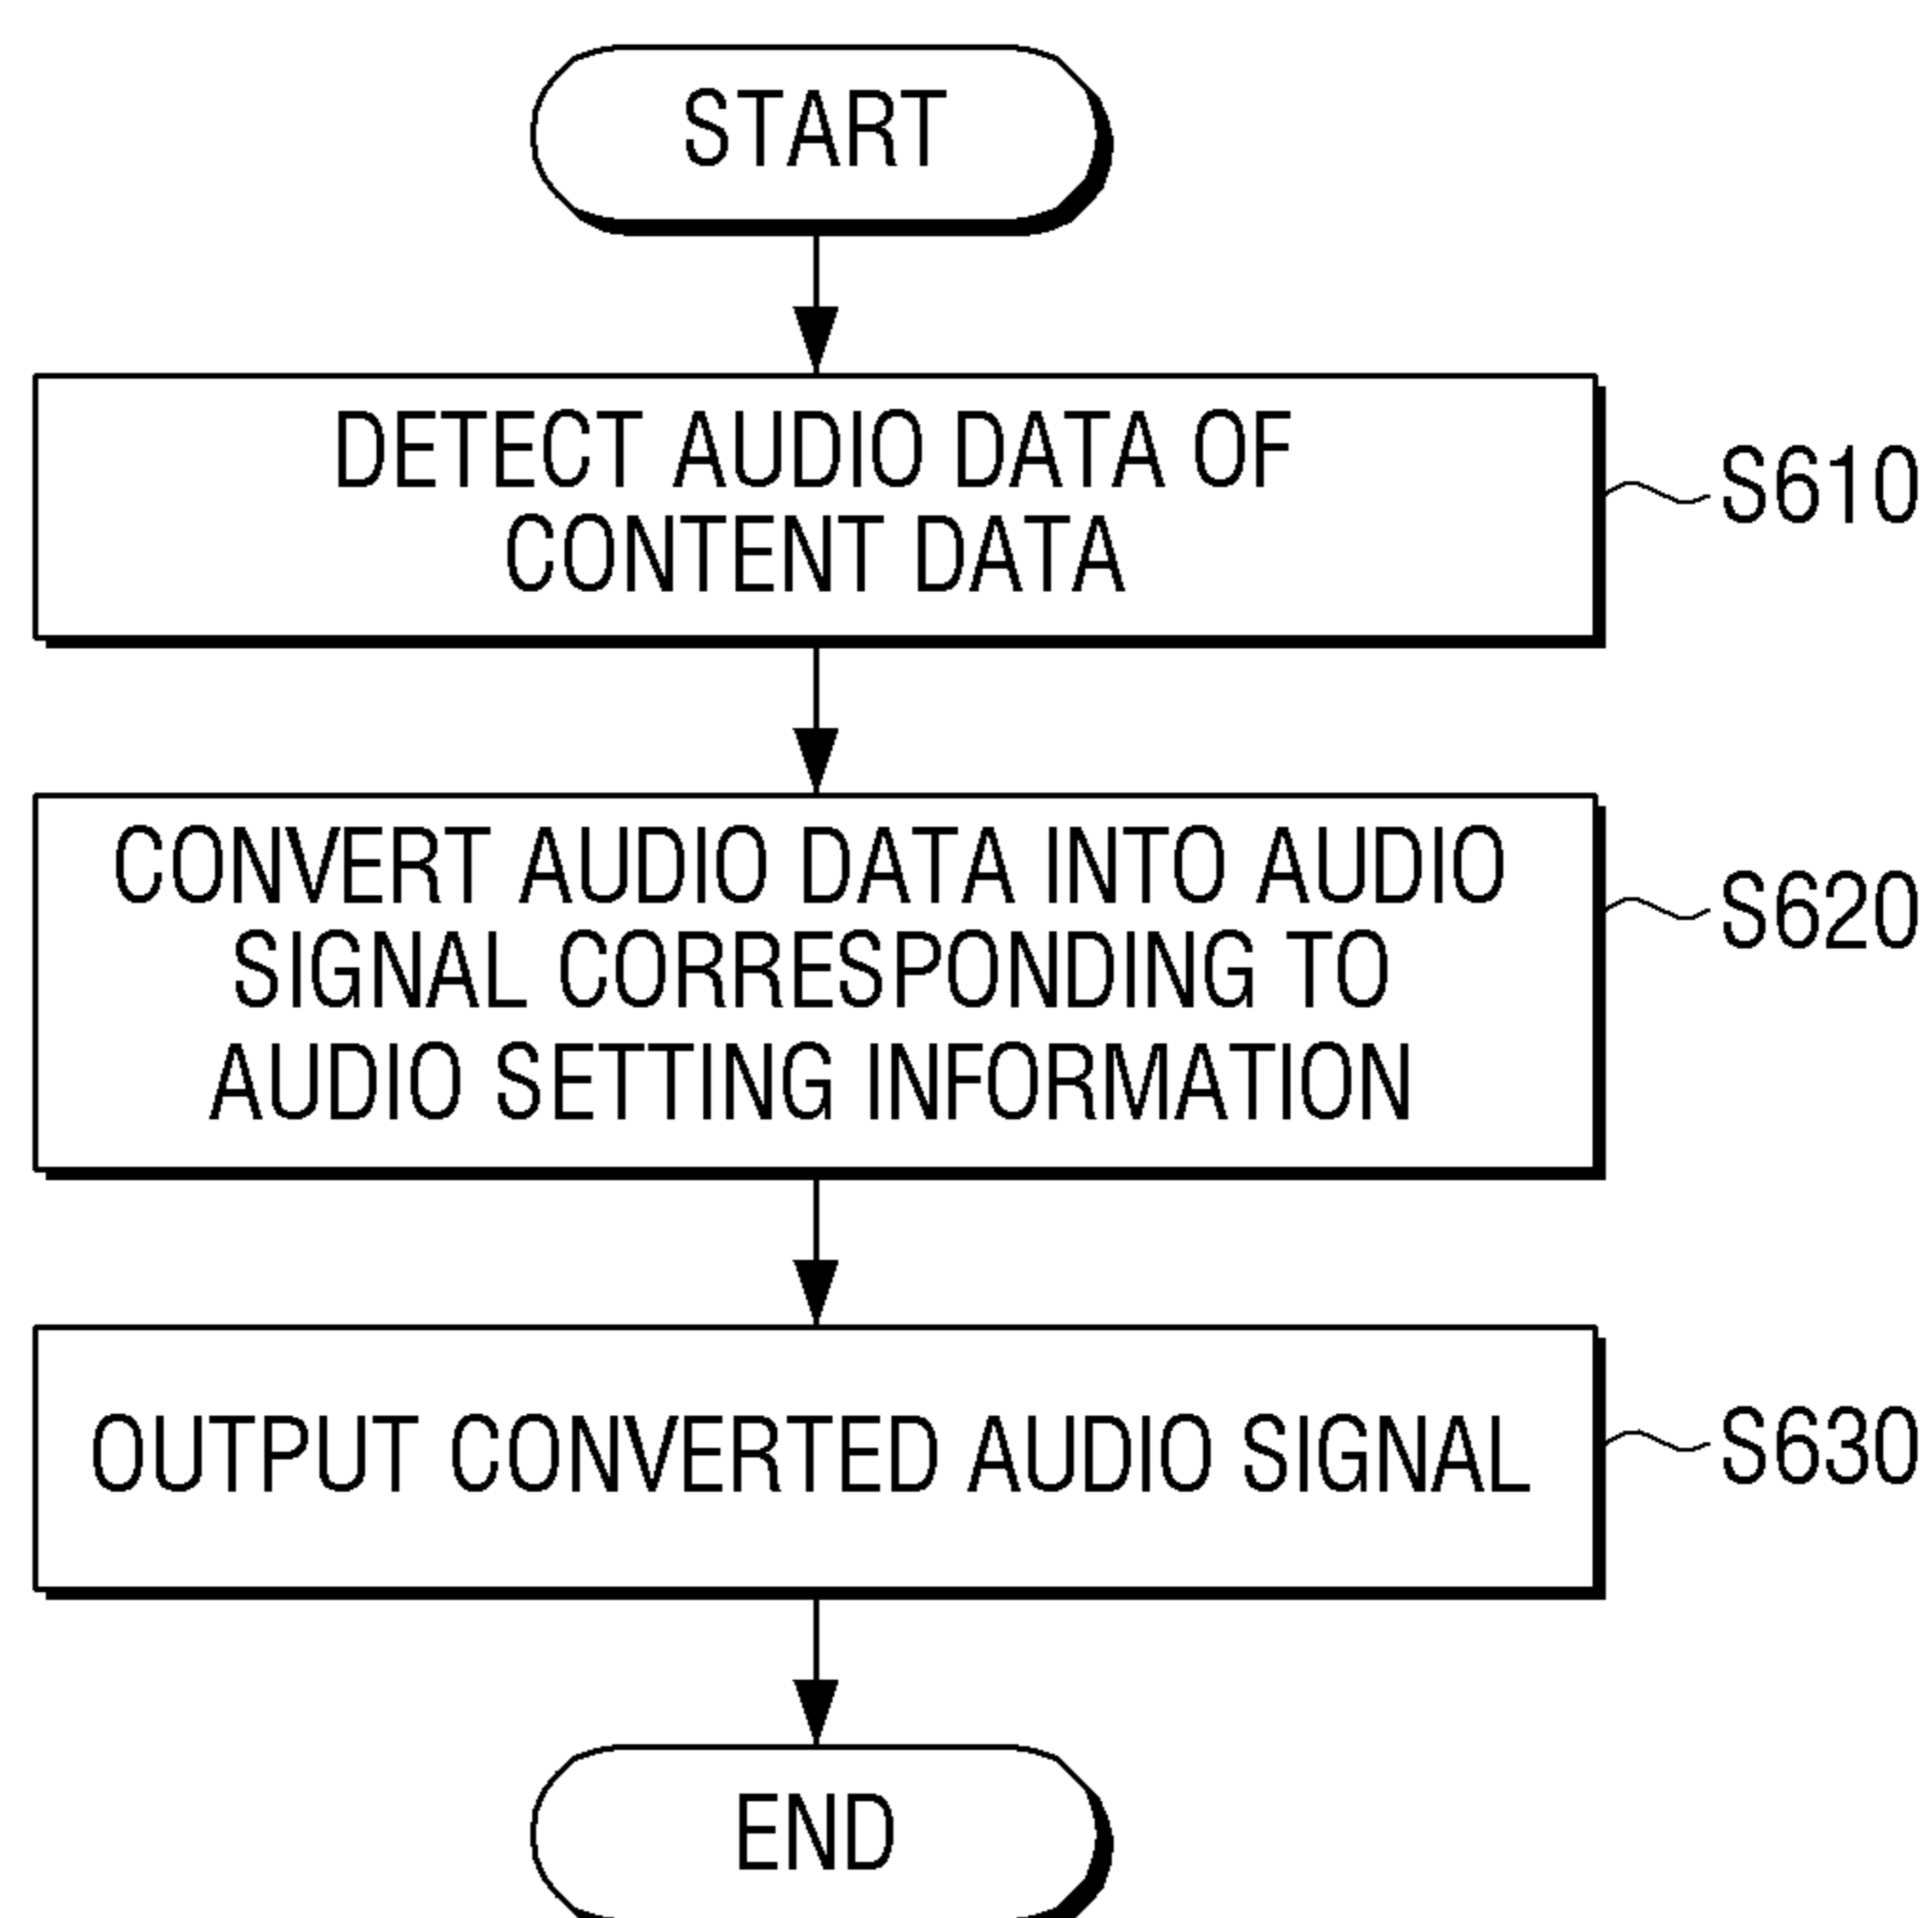 START
DETECT AUDIO DATA OF
CONTENT DATA
S610
CONVERT AUDIO DATA INTO AUDIO
SIGNAL CORRESPONDING TO
AUDIO SETTING INFORMATION
S620
OUTPUT CONVERTED AUDIO SIGNAL
S630
END